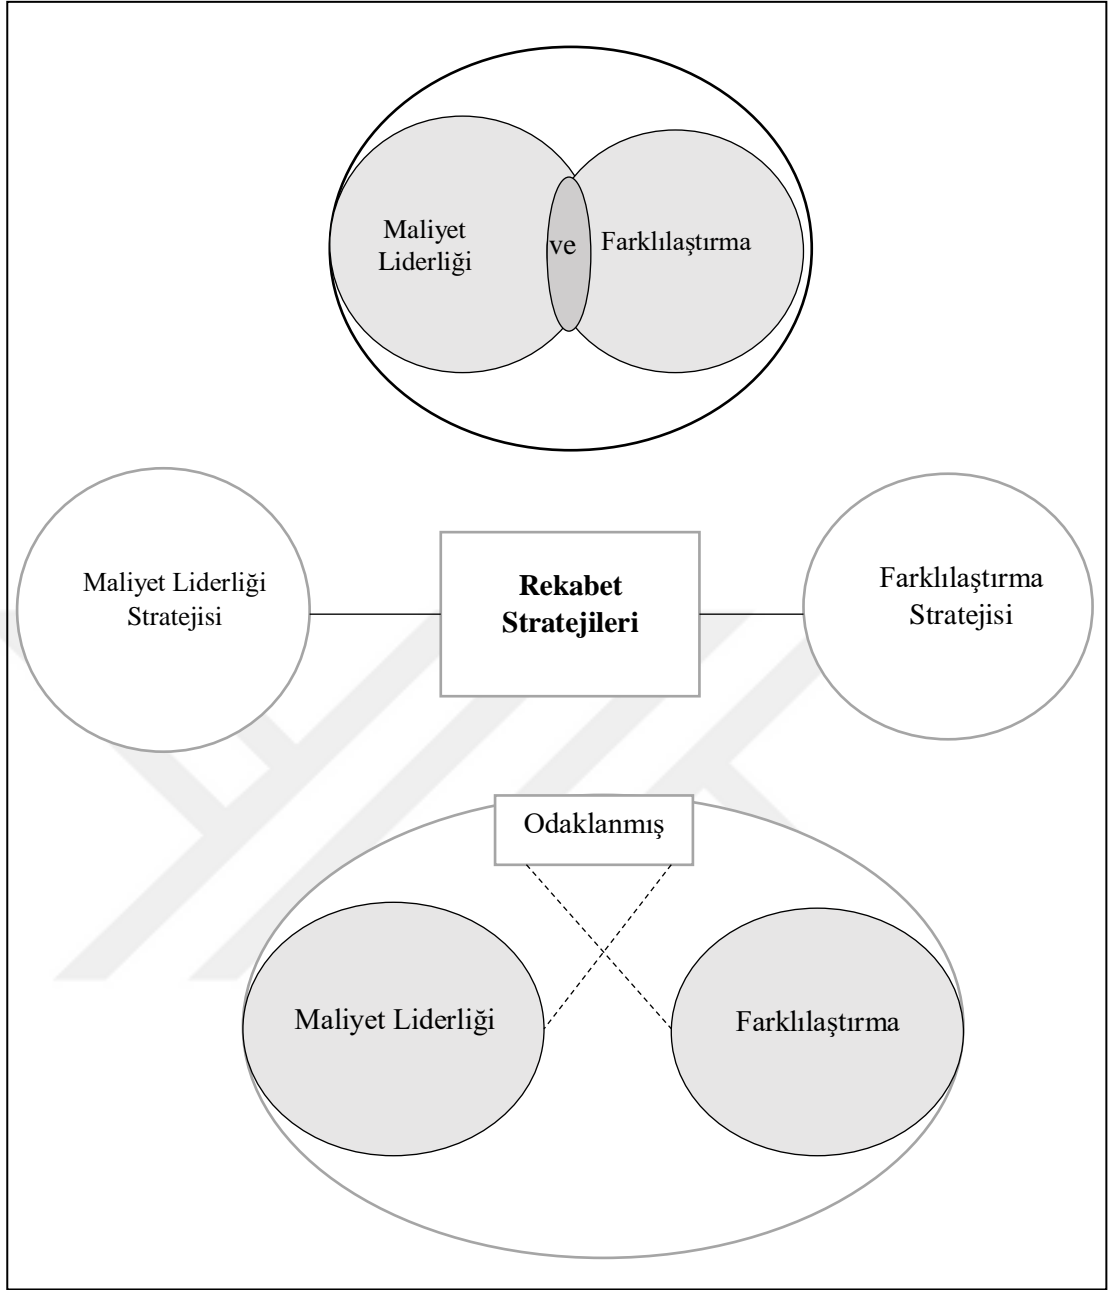 Maliyet
Liderliği
ve
Farklılaştırma
Maliyet Liderliği
Stratejisi
Rekabet
Stratejileri
Farklılaştırma
Stratejisi
Odaklanmış
Maliyet Liderliği
Farklılaştırma